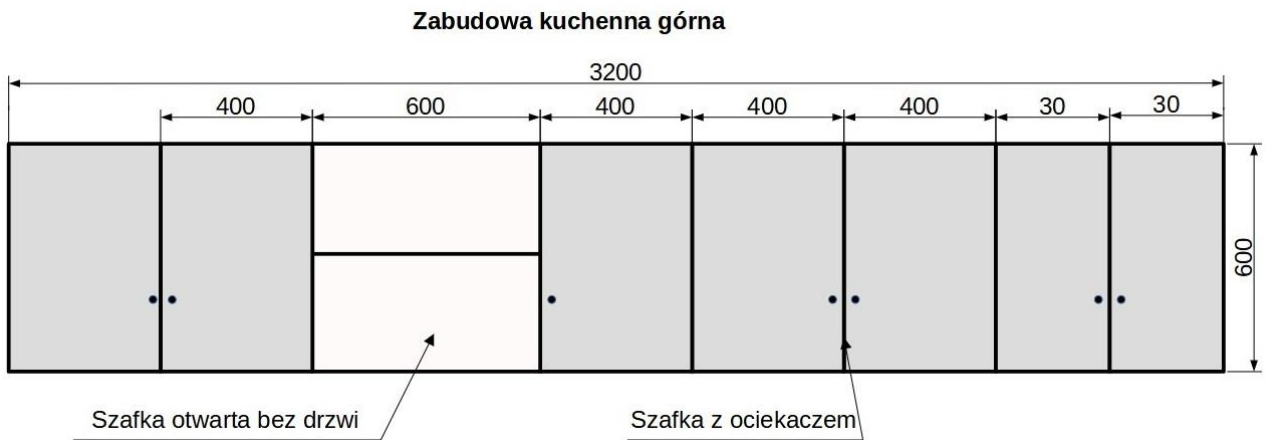 Zabudowa kuchenna górna
3200
400 600 400 400 400 30 30
600
Szafka otwarta bez drzwi Szafka z ociekaczem